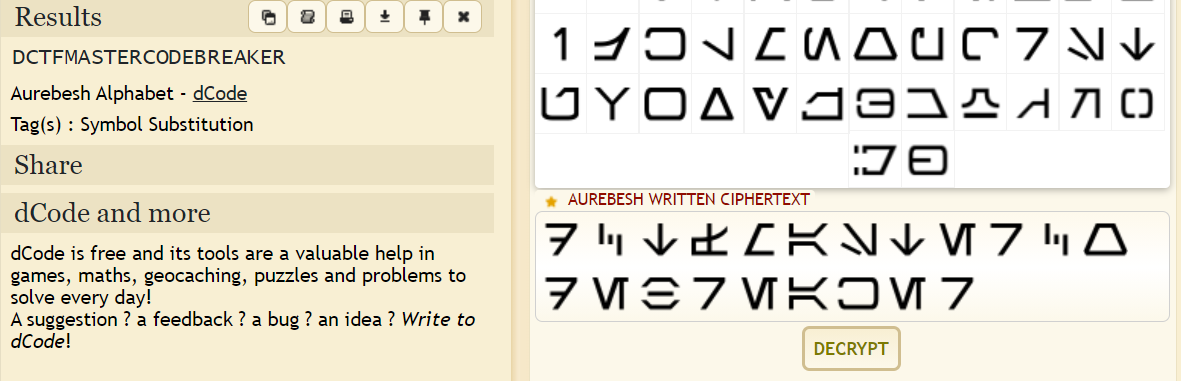 Results
DCTFMASTERCODEBREAKER
Aurebesh Alphabet - dCode
Tag(s) : Symbol Substitution
Share
dCode and more
dCode is free and its tools are a valuable help in
games, maths, geocaching, puzzles and problems to
solve every day!
A suggestion ? a feedback ? a bug ? an idea ? Write to
dCode!
AUREBESH WRITTEN CIPHERTEXT
DECRYPT